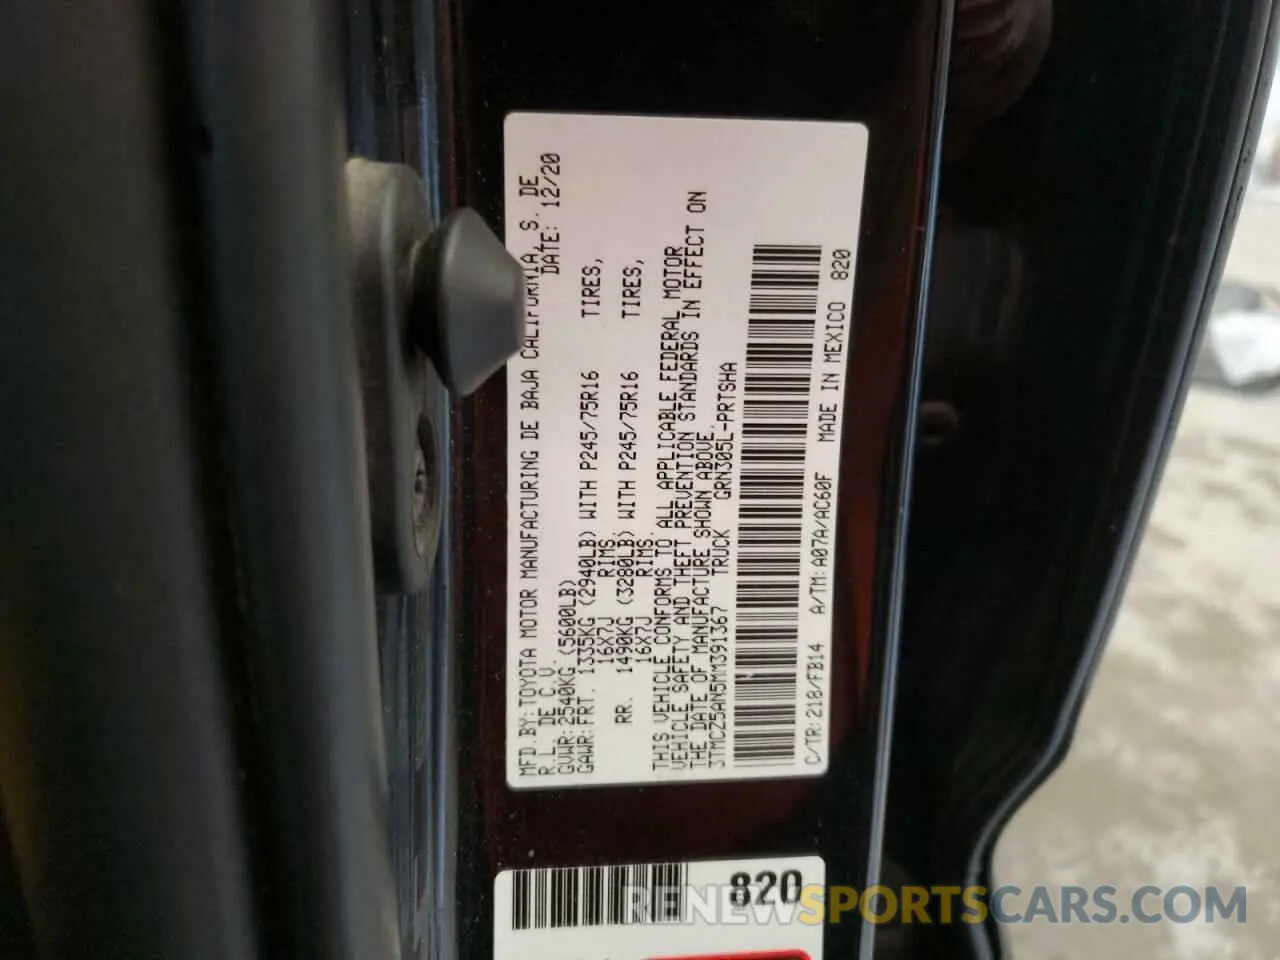 MFD.BY:TOYOTA MOTOR MANUFACTURING DE BAJA CALIFORNIA, S. DE
R.L. DE C.V. DATE: 12/20
GVWR:2540KG (5600LB)
GAWR:FRT. 1335KG (2940LB) WITH P245/75R16 TIRES,
16X7J RIMS.
RR. 1490KG (3280LB) WITH P245/75R16 TIRES,
16X7J RIMS.
THIS VEHICLE CONFORMS TO ALL APPLICABLE FEDERAL MOTOR
VEHICLE SAFETY AND THEFT PREVENTION STANDARDS IN EFFECT ON
THE DATE OF MANUFACTURE SHOWN ABOVE.
3TMCZ5AN5MM391367 TRUCK GRN305L-PRTSHA
C/TR:218/FB14 A/TM:A07A/AC60F MADE IN MEXICO 820
820
RENEWSPORTSCARS.COM